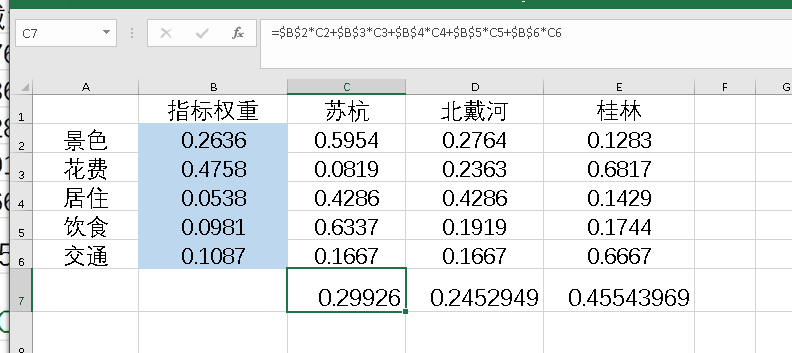 C7 fx =$B$2*C2+$B$3*C3+$B$4*C4+$B$5*C5+$B$6*C6
A B C D E F G
1 指标权重 苏杭 北戴河 桂林
2 景色 0.2636 0.5954 0.2764 0.1283
3 花费 0.4758 0.0819 0.2363 0.6817
4 居住 0.0538 0.4286 0.4286 0.1429
5 饮食 0.0981 0.6337 0.1919 0.1744
6 交通 0.1087 0.1667 0.1667 0.6667
7 0.29926 0.2452949 0.45543969